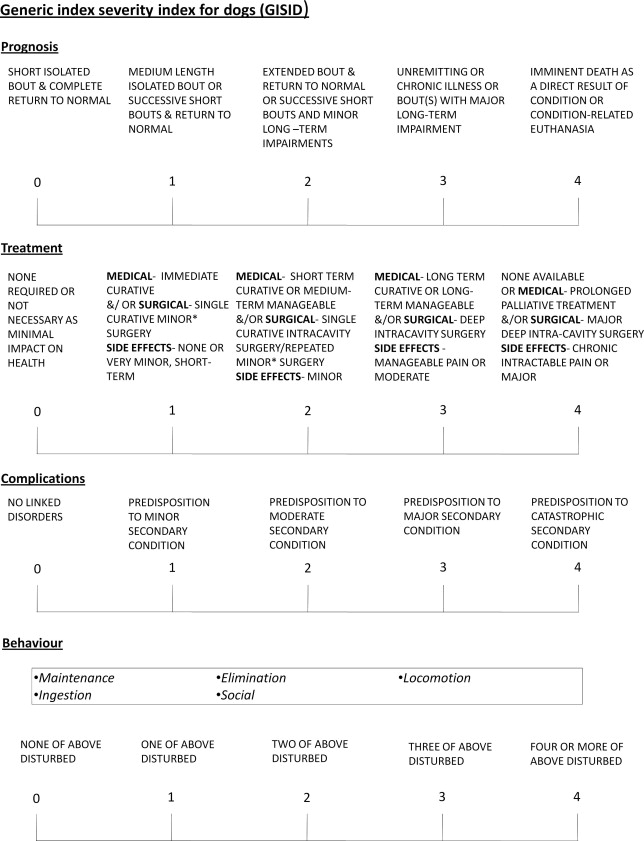 Generic index severity index for dogs (GISID)
Prognosis
SHORT ISOLATED
BOUT & COMPLETE
RETURN TO NORMAL
MEDIUM LENGTH
ISOLATED BOUT OR
SUCCESSIVE SHORT
BOUTS & RETURN TO
NORMAL
EXTENDED BOUT &
RETURN TO NORMAL
OR SUCCESSIVE SHORT
BOUTS AND MINOR
LONG –TERM
IMPAIRMENTS
UNREMITTING OR
CHRONIC ILLNESS OR
BOUT(S) WITH MAJOR
LONG-TERM
IMPAIRMENT
IMMINENT DEATH AS
A DIRECT RESULT OF
CONDITION OR
CONDITION-RELATED
EUTHANASIA
0 1 2 3 4
Treatment
NONE
REQUIRED OR
NOT
NECESSARY AS
MINIMAL
IMPACT ON
HEALTH
MEDICAL- IMMEDIATE
CURATIVE
&/ OR SURGICAL- SINGLE
CURATIVE MINOR*
SURGERY
SIDE EFFECTS- NONE OR
VERY MINOR, SHORT-
TERM
MEDICAL- SHORT TERM
CURATIVE OR MEDIUM-
TERM MANAGEABLE
&/OR SURGICAL- SINGLE
CURATIVE INTRACAVITY
SURGERY/REPEATED
MINOR* SURGERY
SIDE EFFECTS- MINOR
MEDICAL- LONG TERM
CURATIVE OR LONG-
TERM MANAGEABLE
&/OR SURGICAL- DEEP
INTRACAVITY SURGERY
SIDE EFFECTS -
MANAGEABLE PAIN OR
MODERATE
NONE AVAILABLE
OR MEDICAL- PROLONGED
PALLIATIVE TREATMENT
&/OR SURGICAL- MAJOR
DEEP INTRA-CAVITY SURGERY
SIDE EFFECTS- CHRONIC
INTRACTABLE PAIN OR
MAJOR
0 1 2 3 4
Complications
NO LINKED
DISORDERS
PREDISPOSITION
TO MINOR
SECONDARY
CONDITION
PREDISPOSITION TO
MODERATE
SECONDARY
CONDITION
PREDISPOSITION TO
MAJOR SECONDARY
CONDITION
PREDISPOSITION TO
CATASTROPHIC
SECONDARY
CONDITION
0 1 2 3 4
Behaviour
•Maintenance •Elimination •Locomotion
•Ingestion •Social
NONE OF ABOVE
DISTURBED
ONE OF ABOVE
DISTURBED
TWO OF ABOVE
DISTURBED
THREE OF ABOVE
DISTURBED
FOUR OR MORE OF
ABOVE DISTURBED
0 1 2 3 4